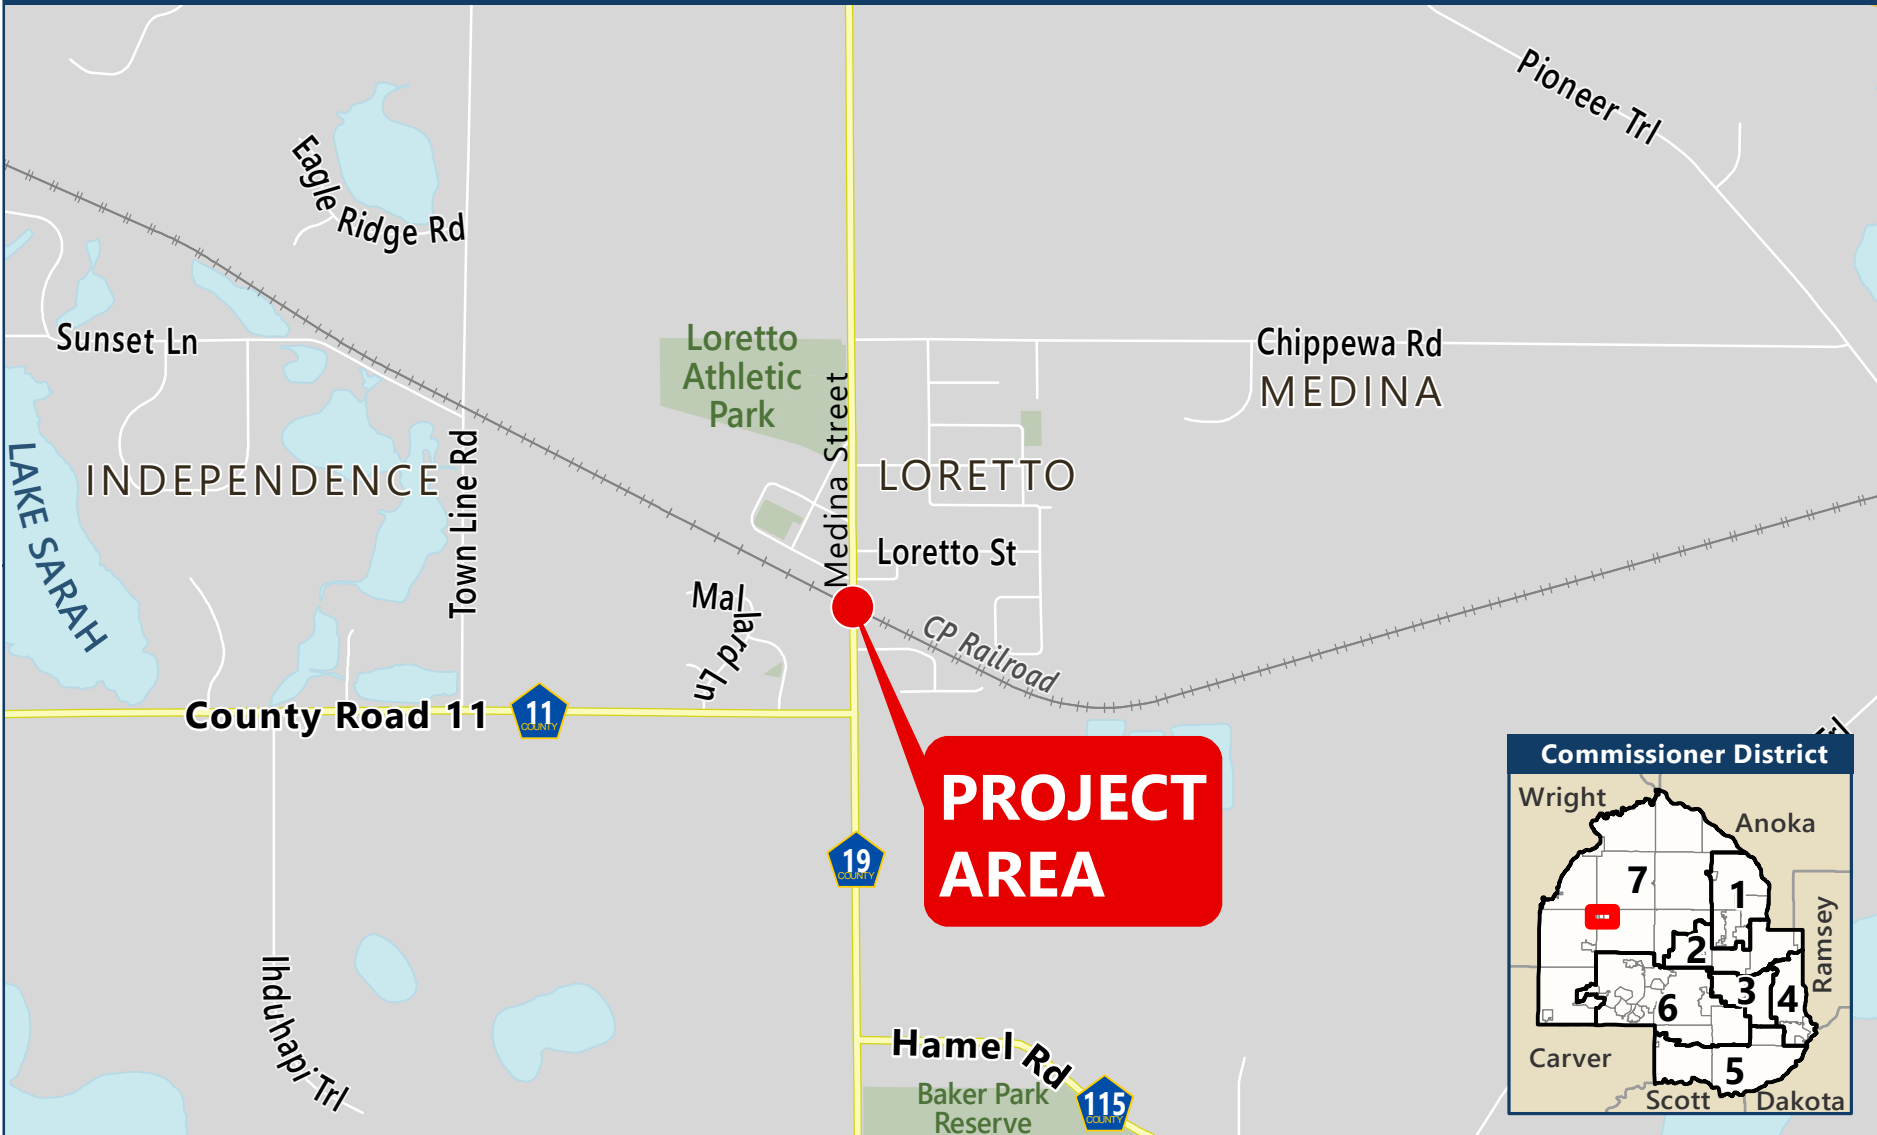 Pioneer Trl
Eagle Ridge Rd
Sunset Ln
Loretto
Athletic
Park
Chippewa Rd
MEDINA
Medina Street
INDEPENDENCE
LORETTO
LAKE SARAH
Town Line Rd
Loretto St
Mallard Ln
CP Railroad
County Road 11
11
COUNTY
Trl
PROJECT
AREA
19
COUNTY
Ihduhapi Trl
Hamel Rd
115
COUNTY
Baker Park
Reserve
Commissioner District
Wright
Anoka
7
1
Ramsey
2
3
4
6
Carver
5
Scott
Dakota